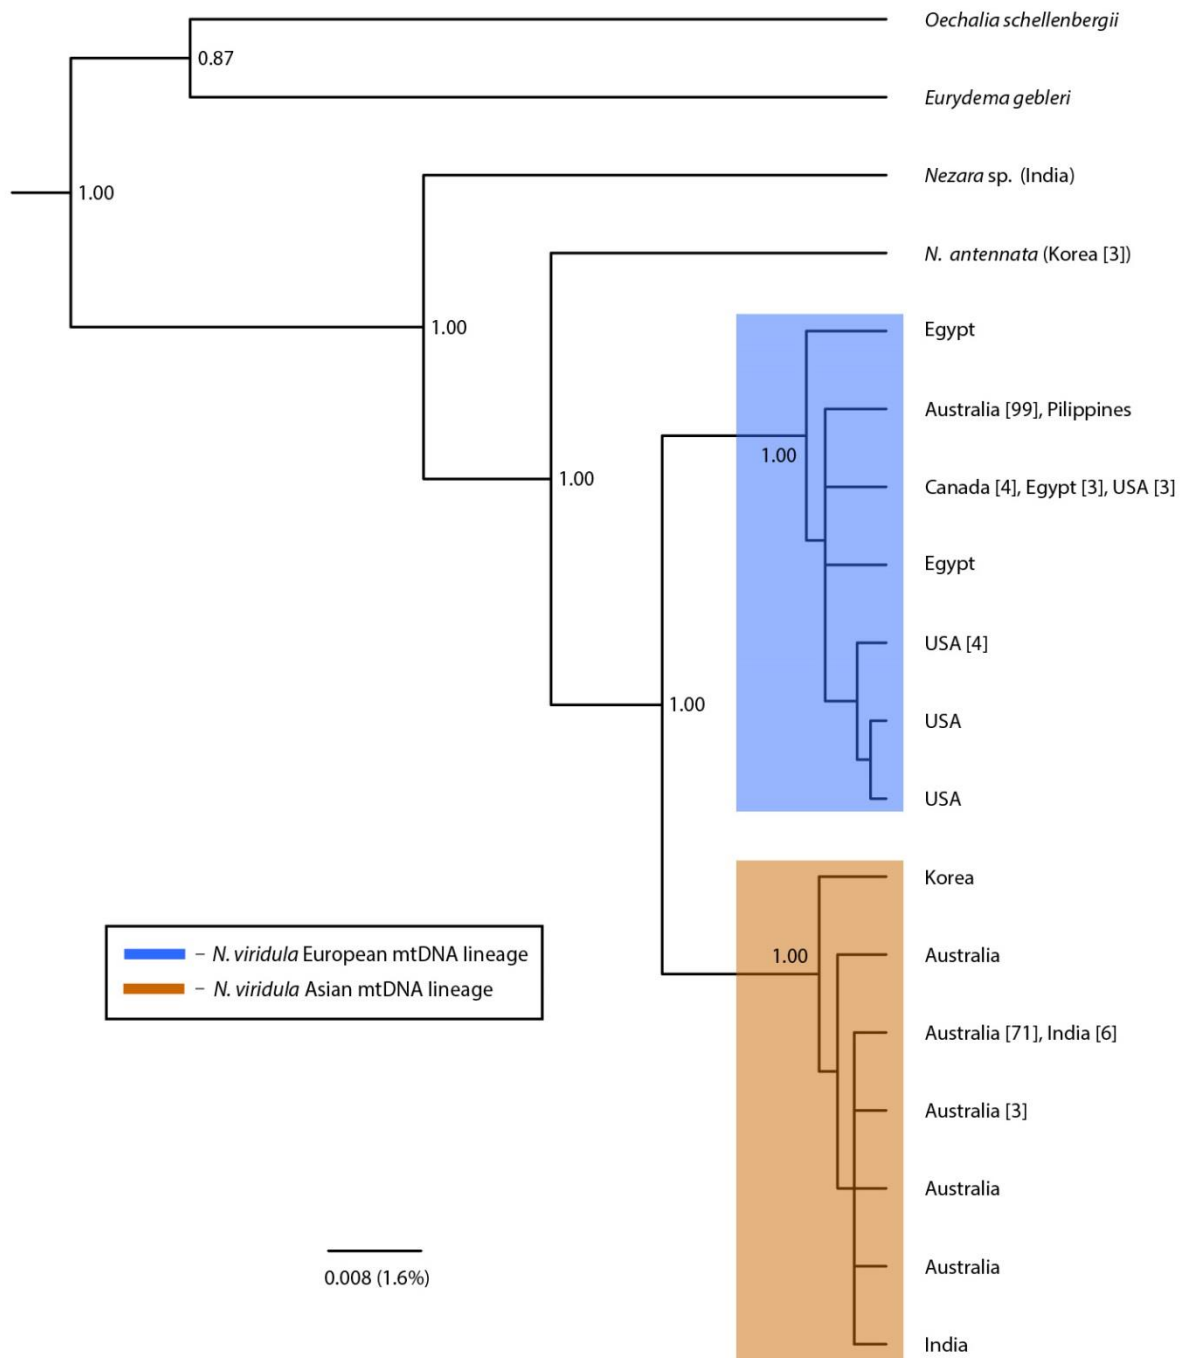 Oechalia schellenbergii
0.87
Eurydema gebleri
Nezara sp. (India)
1.00
N. antennata (Korea [3])
1.00
Egypt
Australia [99], Pilippines
1.00
Canada [4], Egypt [3], USA [3]
1.00
Egypt
USA [4]
1.00
USA
USA
Korea
Australia
1.00
– N. viridula European mtDNA lineage
– N. viridula Asian mtDNA lineage
Australia [71], India [6]
Australia [3]
Australia
Australia
0.008 (1.6%)
India